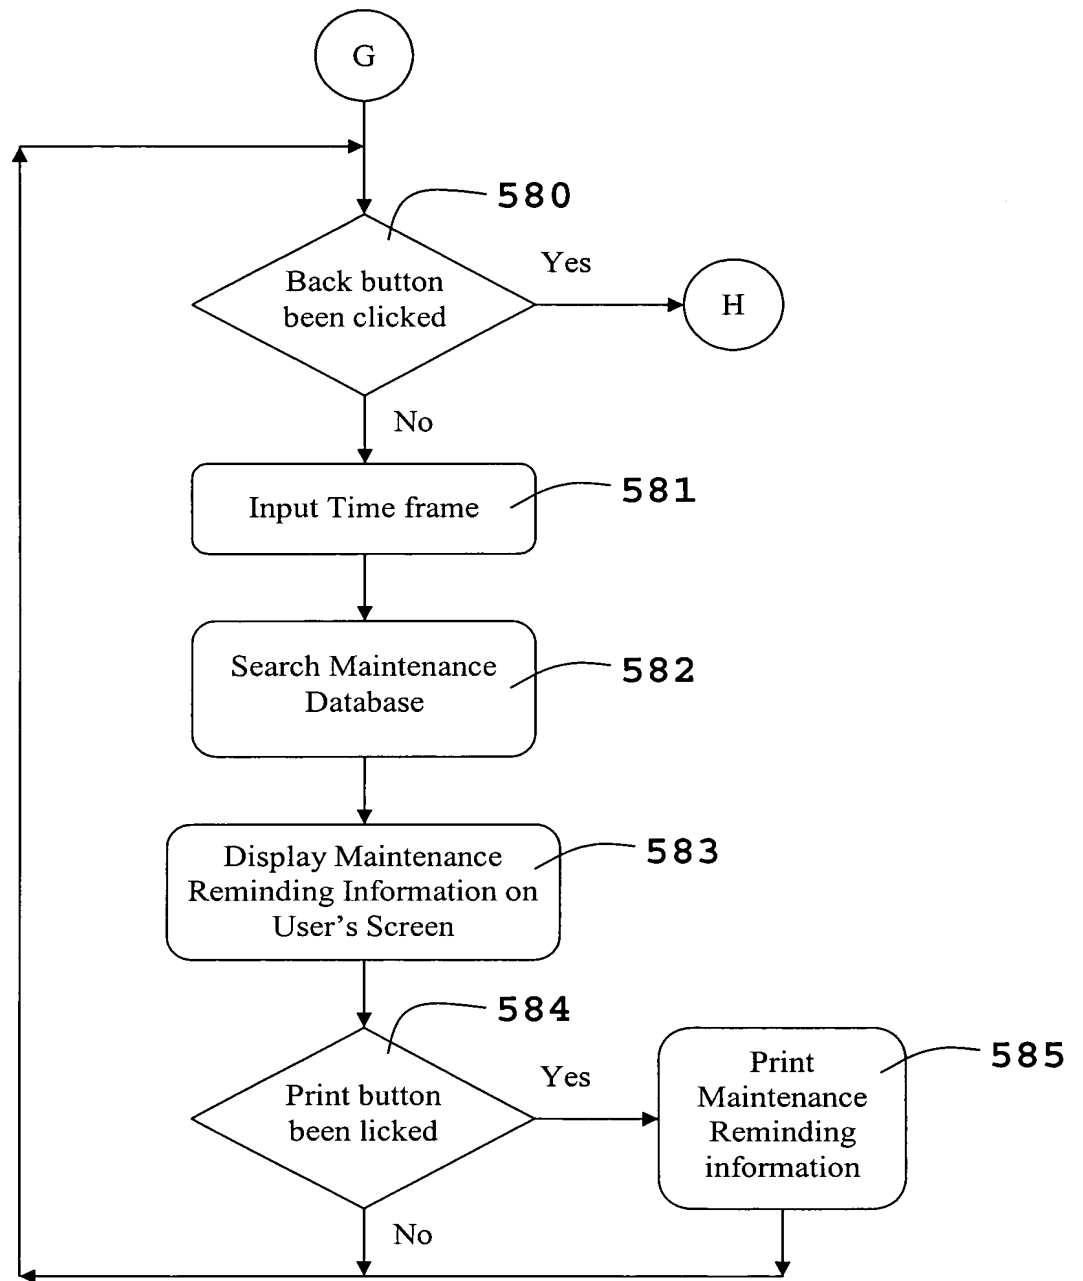 G
580
Back button
been clicked
Yes
H
No
Input Time frame
581
Search Maintenance
Database
582
Display Maintenance
Reminding Information on
User's Screen
583
584
Print button
been licked
Yes
Print
Maintenance
Reminding
information
585
No